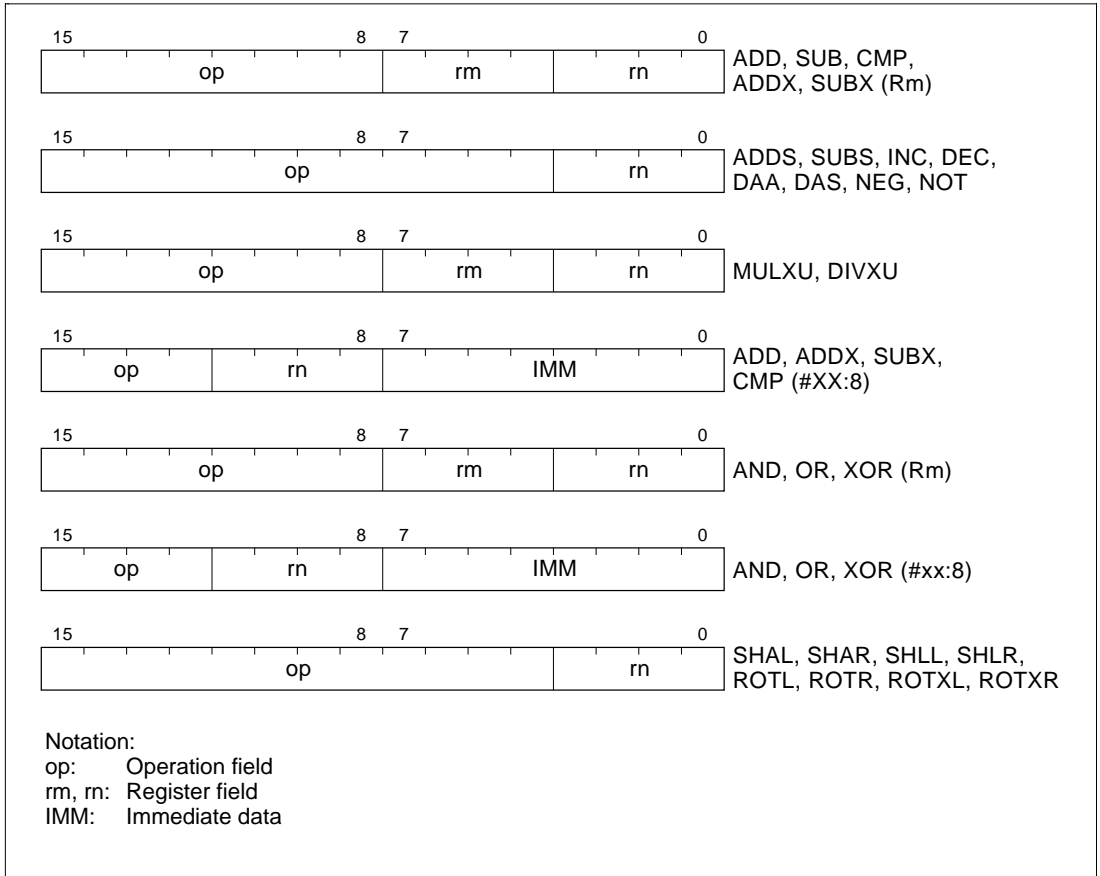 15 8 7 0
op rm rn
ADD, SUB, CMP,
ADDX, SUBX (Rm)
15 8 7 0
op rn
ADDS, SUBS, INC, DEC,
DAA, DAS, NEG, NOT
15 8 7 0
op rm rn
MULXU, DIVXU
15 8 7 0
op rn IMM
ADD, ADDX, SUBX,
CMP (#XX:8)
15 8 7 0
op rm rn
AND, OR, XOR (Rm)
15 8 7 0
op rn IMM
AND, OR, XOR (#xx:8)
15 8 7 0
op rn
SHAL, SHAR, SHLL, SHLR,
ROTL, ROTR, ROTXL, ROTXR
Notation:
op: Operation field
rm, rn: Register field
IMM: Immediate data